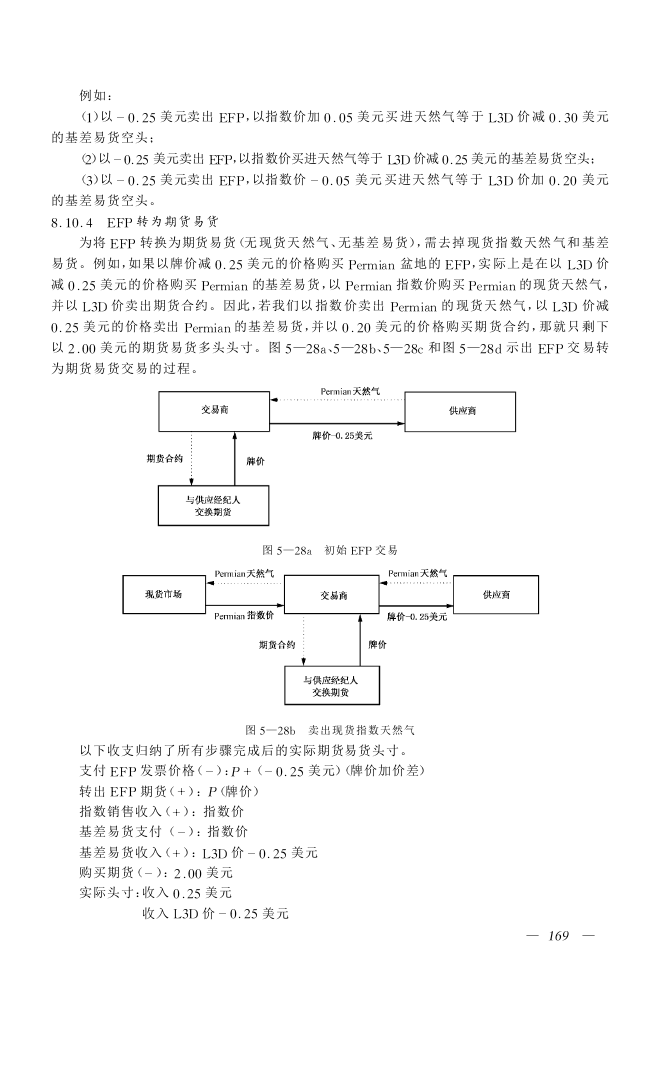 例如：
(1)以－0.25 美元卖出 EFP,以指数价加 0.05 美元买进天然气等于 L3D 价减 0.30 美元
的基差易货空头；
(2)以－0.25 美元卖出 EFP,以指数价买进天然气等于 L3D 价减 0.25 美元的基差易货空头；
(3)以－0.25 美元卖出 EFP,以指数价－0.05 美元买进天然气等于 L3D 价加 0.20 美元
的基差易货空头。
8.10.4 EFP 转为期货易货
为将 EFP 转换为期货易货(无现货天然气、无基差易货),需去掉现货指数天然气和基差
易货。例如,如果以牌价减 0.25 美元的价格购买 Permian 盆地的 EFP,实际上是在以 L3D 价
减 0.25 美元的价格购买 Permian 的基差易货,以 Permian 指数价购买 Permian 的现货天然气,
并以 L3D 价卖出期货合约。因此,若我们以指数价卖出 Permian 的现货天然气,以 L3D 价减
0.25 美元的价格卖出 Permian 的基差易货,并以 0.20 美元的价格购买期货合约,那就只剩下
以 2.00 美元的期货易货多头头寸。图 5—28a、5—28b、5—28c 和图 5—28d 示出 EFP 交易转
为期货易货交易的过程。
Permian天然气
交易商
供应商
牌价-0.25美元
期货合约
牌价
与供应经纪人
交换期货
图 5—28a 初始 EFP 交易
Permian天然气
Permian天然气
现货市场
交易商
供应商
Permian 指数价
牌价-0.25美元
期货合约
牌价
与供应经纪人
交换期货
图 5—28b 卖出现货指数天然气
以下收支归纳了所有步骤完成后的实际期货易货头寸。
支付 EFP 发票价格(－)：P＋(－0.25 美元)(牌价加价差)
转出 EFP 期货(＋)：P(牌价)
指数销售收入(＋)：指数价
基差易货支付(－)：指数价
基差易货收入(＋)：L3D 价－0.25 美元
购买期货(－)：2.00 美元
实际头寸：收入 0.25 美元
收入 L3D 价－0.25 美元
— 169 —